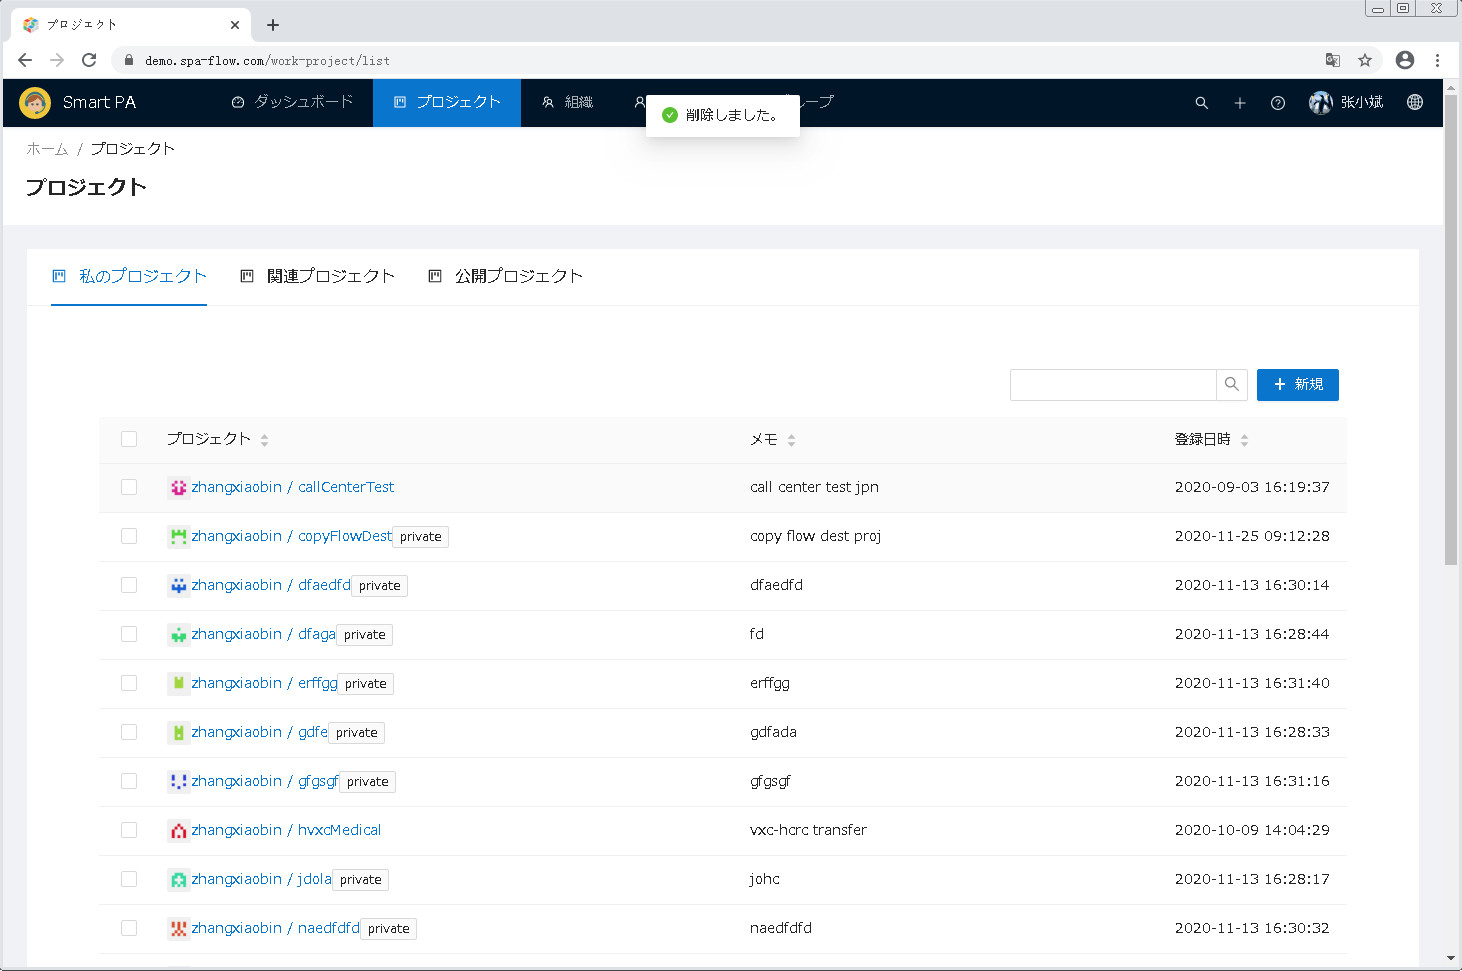 プロジェクト
demo.spa-flow.com/work-project/list
Smart PA ダッシュボード プロジェクト 組織 ループ 张小斌
削除しました。
ホーム / プロジェクト
プロジェクト
私のプロジェクト 関連プロジェクト 公開プロジェクト
新規
プロジェクト メモ 登録日時
zhangxiaobin / callCenterTest call center test jpn 2020-09-03 16:19:37
zhangxiaobin / copyFlowDest private copy flow dest proj 2020-11-25 09:12:28
zhangxiaobin / dfaedfd private dfaedfd 2020-11-13 16:30:14
zhangxiaobin / dfaga private fd 2020-11-13 16:28:44
zhangxiaobin / erffgg private erffgg 2020-11-13 16:31:40
zhangxiaobin / gdfe private gdfada 2020-11-13 16:28:33
zhangxiaobin / gfgsgf private gfgsgf 2020-11-13 16:31:16
zhangxiaobin / hvxcMedical vxc-hcrc transfer 2020-10-09 14:04:29
zhangxiaobin / jdola private johc 2020-11-13 16:28:17
zhangxiaobin / naedfdfd private naedfdfd 2020-11-13 16:30:32